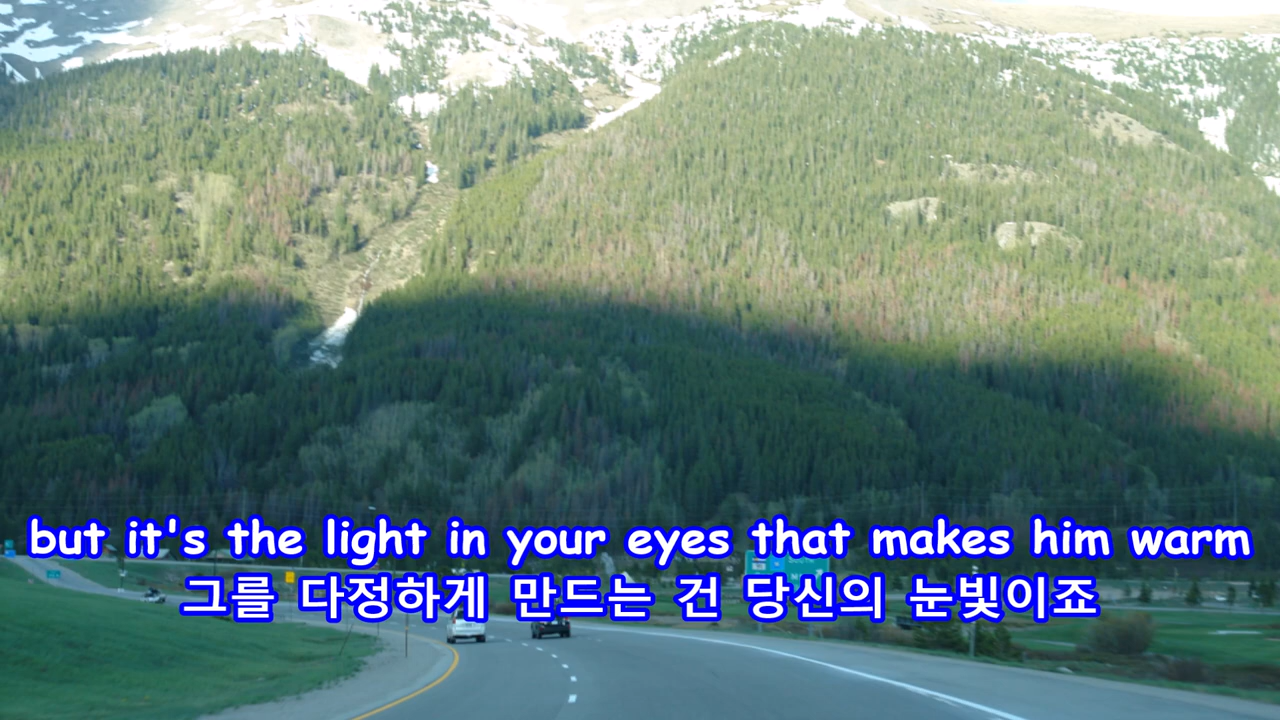 but it's the light in your eyes that makes him warm
그를 다정하게 만드는 건 당신의 눈빛이죠